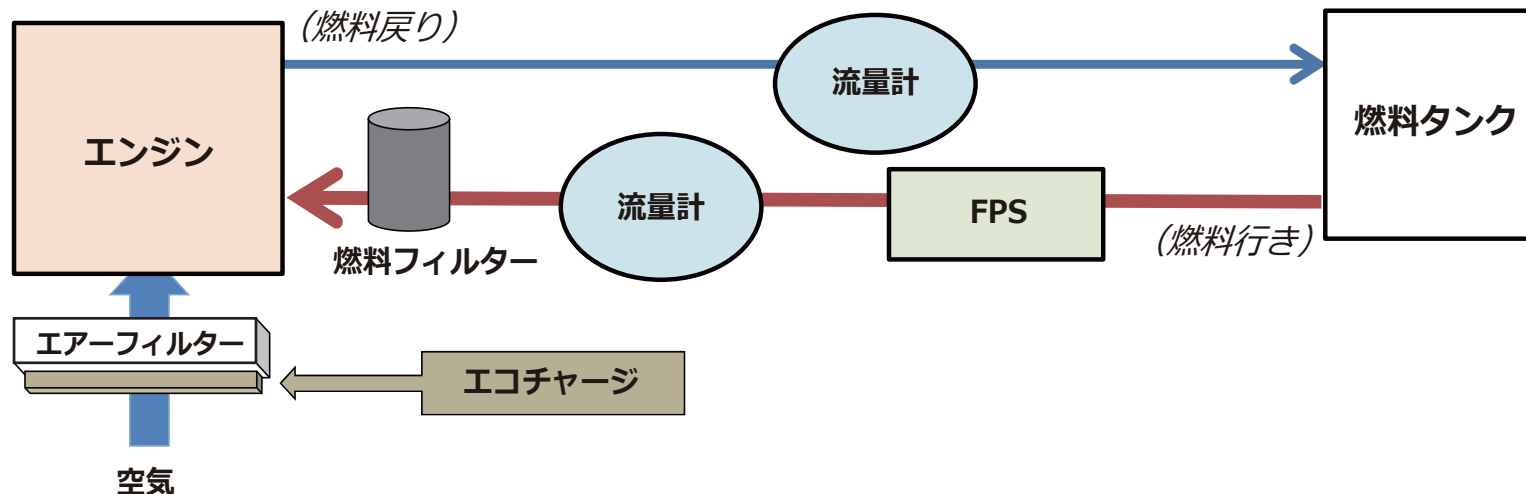 (燃料戻り)
流量計
燃料タンク
エンジン
流量計
FPS
(燃料行き)
燃料フィルター
エアーフィルター
エコチャージ
空気